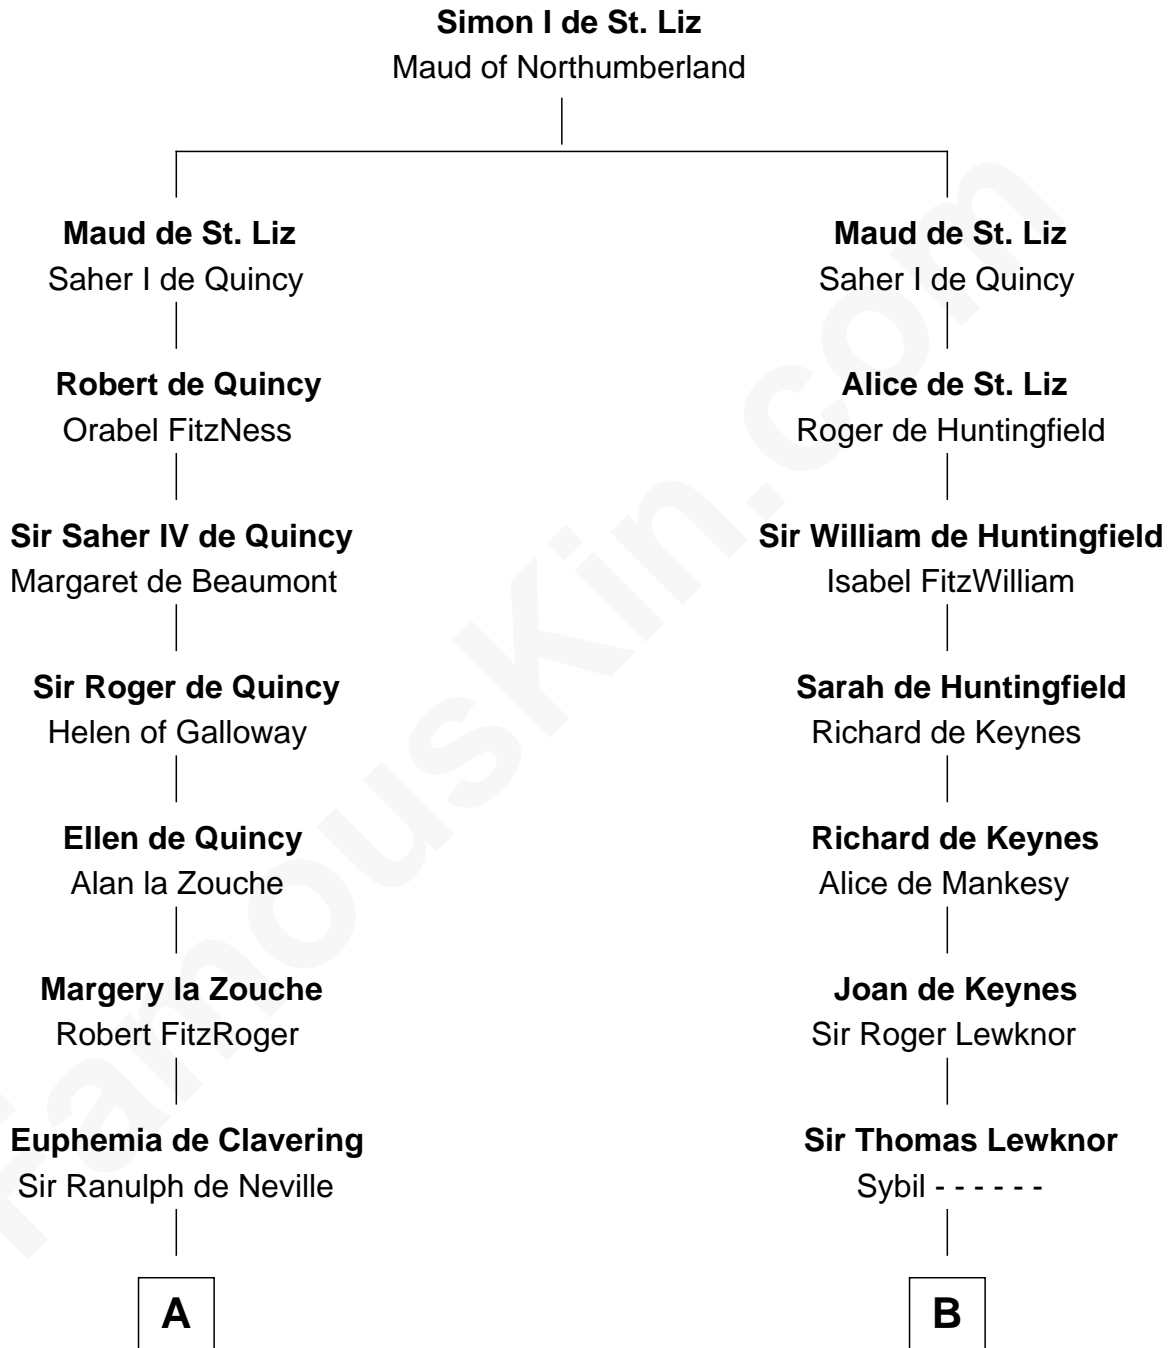 Simon I de St. Liz
Maud of Northumberland
Maud de St. Liz
Saher I de Quincy
Maud de St. Liz
Saher I de Quincy
Robert de Quincy
Orabel FitzNess
Alice de St. Liz
Roger de Huntingfield
Sir Saher IV de Quincy
Margaret de Beaumont
Sir William de Huntingfield
Isabel FitzWilliam
Sir Roger de Quincy
Helen of Galloway
Sarah de Huntingfield
Richard de Keynes
Ellen de Quincy
Alan la Zouche
Richard de Keynes
Alice de Mankesy
Margery la Zouche
Robert FitzRoger
Joan de Keynes
Sir Roger Lewknor
Euphemia de Clavering
Sir Ranulph de Neville
Sir Thomas Lewknor
Sybil - - - - - -
A
B
FamousKin.com